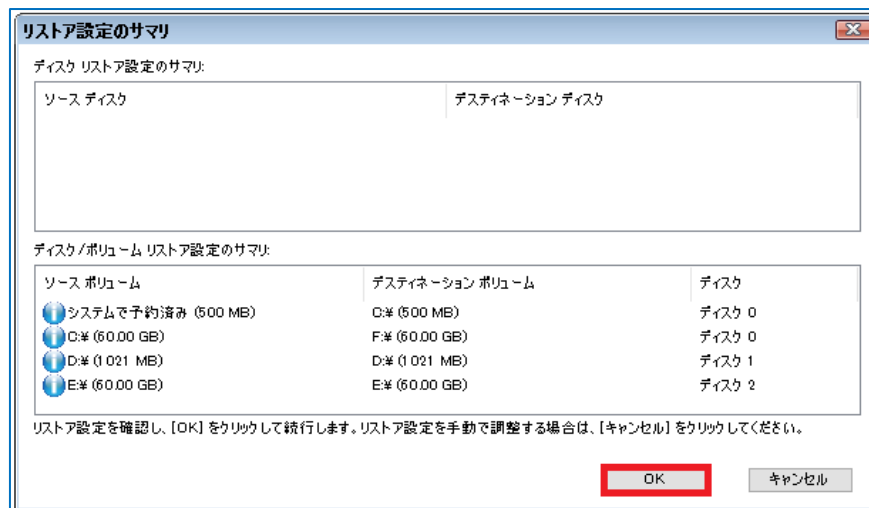 リストア設定のサマリ
ディスク リストア設定のサマリ:
ソース ディスク デスティネーション ディスク
ディスク/ボリューム リストア設定のサマリ:
ソース ボリューム デスティネーション ボリューム ディスク
システムで予約済み (500 MB) C:¥ (500 MB) ディスク 0
C:¥ (60.00 GB) F:¥ (60.00 GB) ディスク 0
D:¥ (1021 MB) D:¥ (1021 MB) ディスク 1
E:¥ (60.00 GB) E:¥ (60.00 GB) ディスク 2
リストア設定を確認し、[OK] をクリックして続行します。リストア設定を手動で調整する場合は、[キャンセル] をクリックしてください。
OK キャンセル